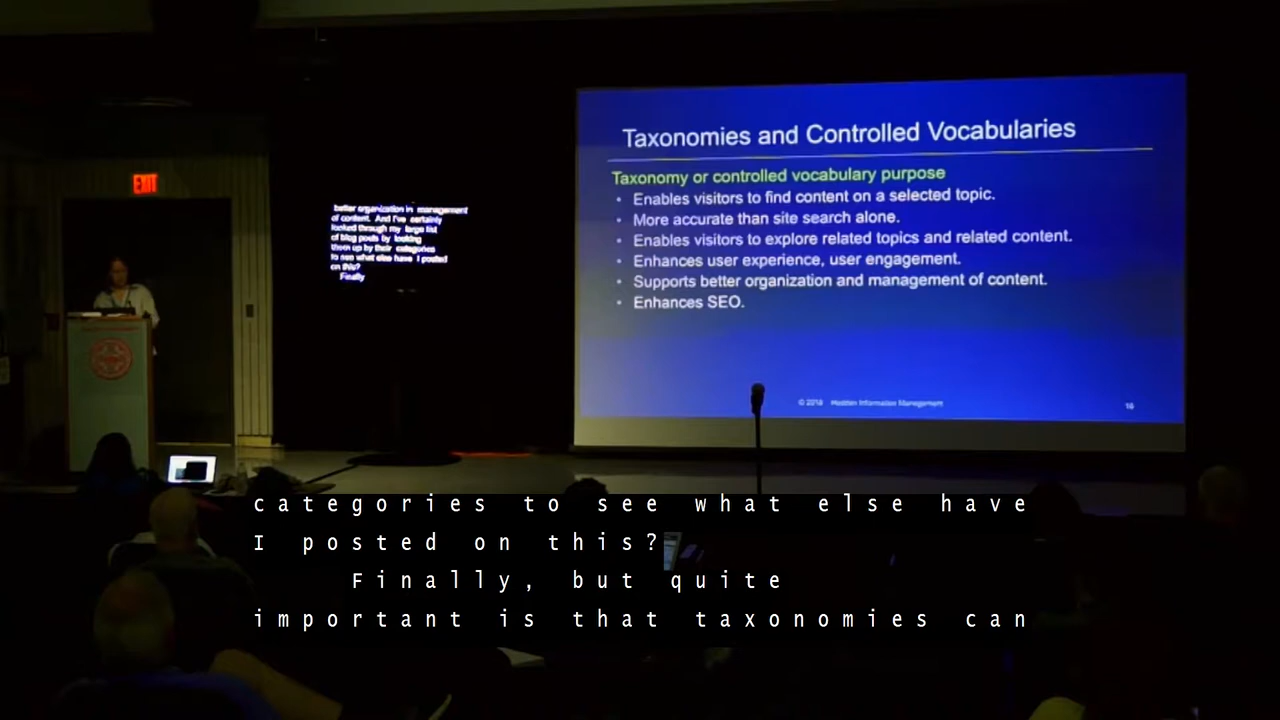 EXIT
better organization in management
of content. And I've certainly
looked through my large list
of blog posts by looking
them up by their categories
to see what else have I posted
on this?
Finally
Taxonomies and Controlled Vocabularies
Taxonomy or controlled vocabulary purpose
• Enables visitors to find content on a selected topic.
• More accurate than site search alone.
• Enables visitors to explore related topics and related content.
• Enhances user experience, user engagement.
• Supports better organization and management of content.
• Enhances SEO.
Information Management
16
categories to see what else have
I posted on this?
Finally, but quite
important is that taxonomies can